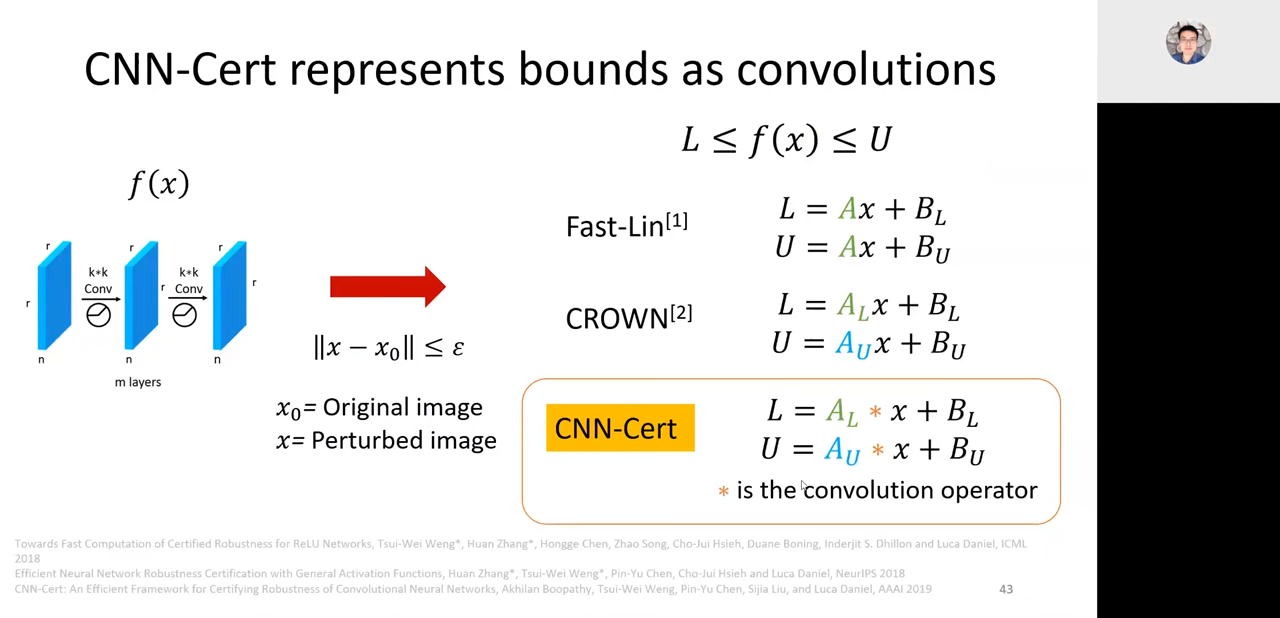 CNN-Cert represents bounds as convolutions
L ≤ f(x) ≤ U
f(x)
r
r
r
k*k
Conv
k*k
Conv
r
r
r
n
n
n
m layers
‖x − x₀‖ ≤ ε
x₀= Original image
x= Perturbed image
Fast-Lin[1]
L = Ax + B_L
U = Ax + B_U
CROWN[2]
L = A_L x + B_L
U = A_U x + B_U
CNN-Cert
L = A_L * x + B_L
U = A_U * x + B_U
* is the convolution operator
Towards Fast Computation of Certified Robustness for ReLU Networks, Tsui-Wei Weng*, Huan Zhang*, Hongge Chen, Zhao Song, Cho-Jui Hsieh, Duane Boning, Inderjit S. Dhillon and Luca Daniel, ICML
2018
Efficient Neural Network Robustness Certification with General Activation Functions, Huan Zhang*, Tsui-Wei Weng*, Pin-Yu Chen, Cho-Jui Hsieh and Luca Daniel, NeurIPS 2018
CNN-Cert: An Efficient Framework for Certifying Robustness of Convolutional Neural Networks, Akhilan Boopathy, Tsui-Wei Weng, Pin-Yu Chen, Sijia Liu, and Luca Daniel, AAAI 2019
43